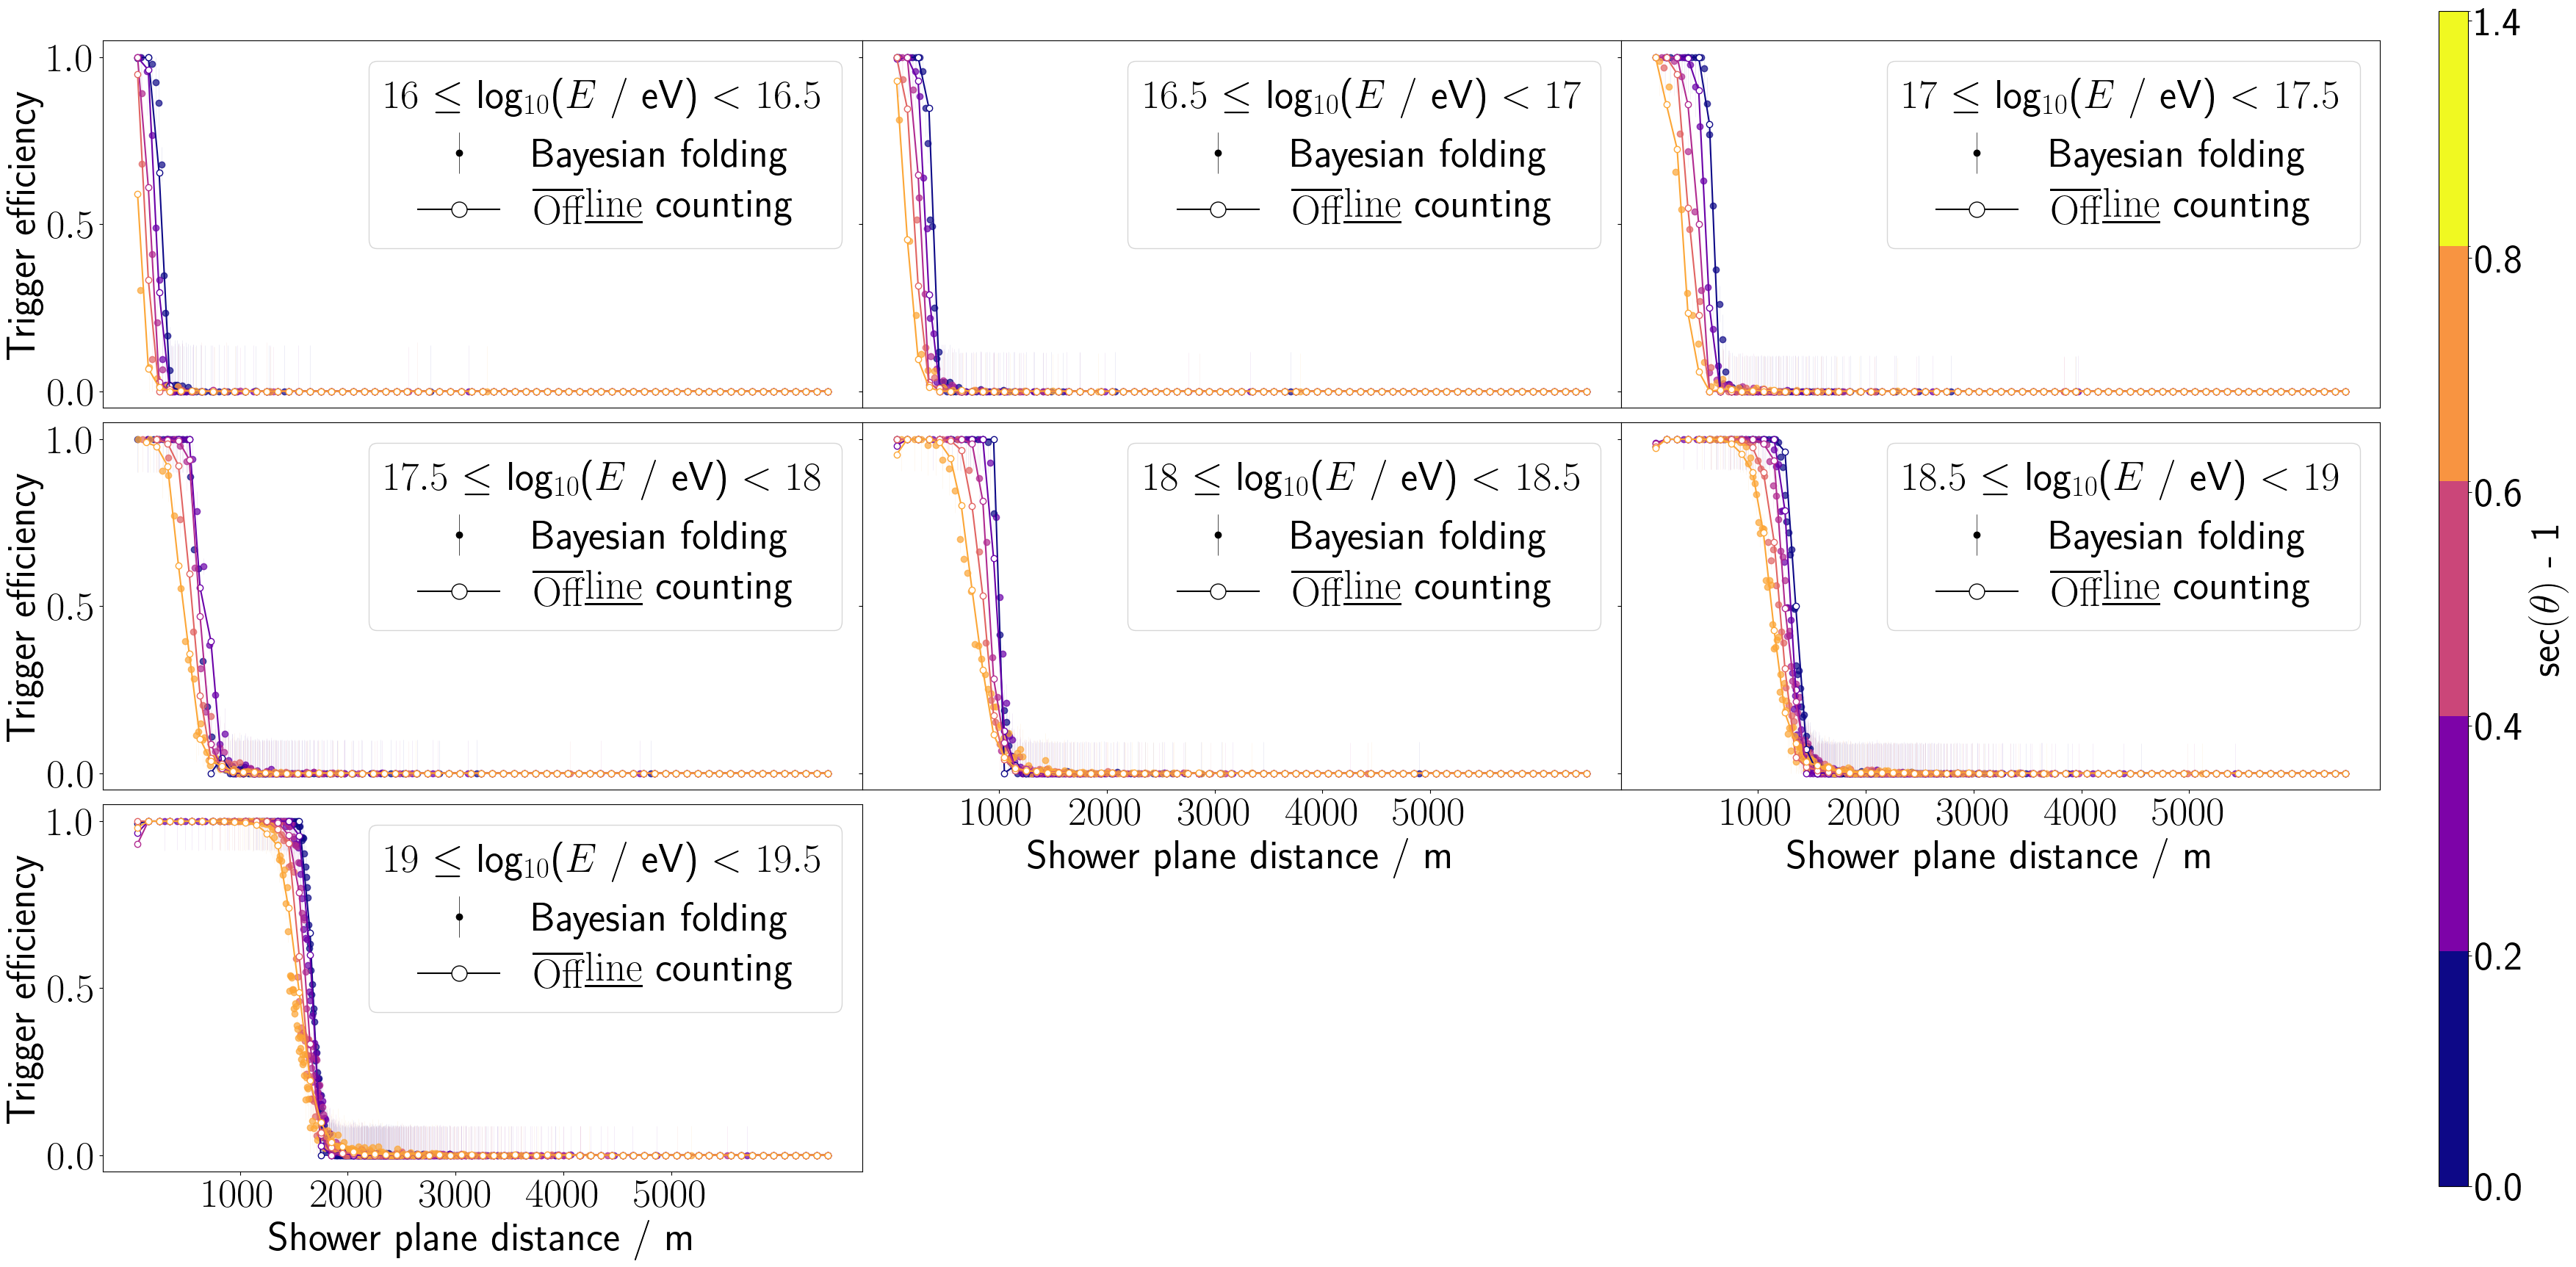 Trigger efficiency
1.0
0.5
0.0
16 ≤ log10(E / eV) < 16.5
Bayesian folding
Offline counting
16.5 ≤ log10(E / eV) < 17
Bayesian folding
Offline counting
17 ≤ log10(E / eV) < 17.5
Bayesian folding
Offline counting
Trigger efficiency
1.0
0.5
0.0
17.5 ≤ log10(E / eV) < 18
Bayesian folding
Offline counting
18 ≤ log10(E / eV) < 18.5
Bayesian folding
Offline counting
1000 2000 3000 4000 5000
Shower plane distance / m
18.5 ≤ log10(E / eV) < 19
Bayesian folding
Offline counting
1000 2000 3000 4000 5000
Shower plane distance / m
Trigger efficiency
1.0
0.5
0.0
19 ≤ log10(E / eV) < 19.5
Bayesian folding
Offline counting
1000 2000 3000 4000 5000
Shower plane distance / m
1.4
0.8
0.6
0.4
0.2
0.0
sec(θ) - 1